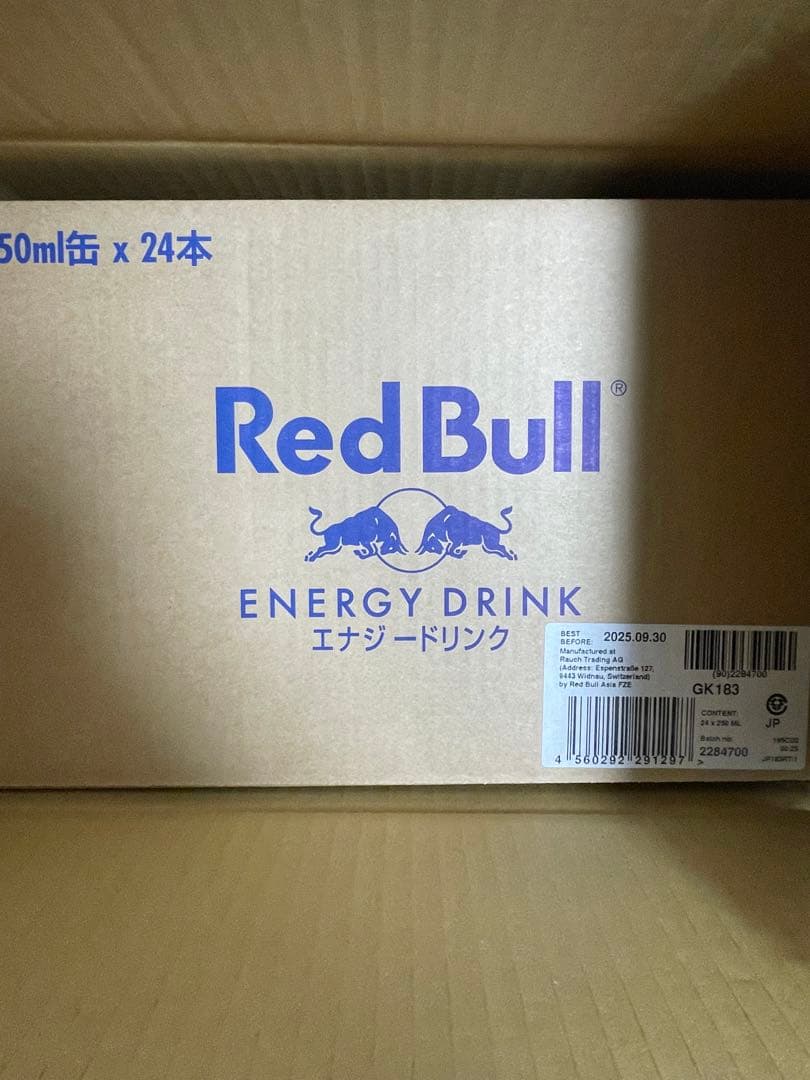 50ml缶 x 24本
Red Bull®
ENERGY DRINK
エナジードリンク
BEST BEFORE: 2025.09.30
Manufactured at
Rauch Trading AG
(Address: Espenstraße 127,
9443 Widnau, Switzerland)
by Red Bull Asia FZE
(90)2284700
GK183
CONTENT:
24 x 250 ML
JP
Batch no.
2284700
4 560292 291297 >